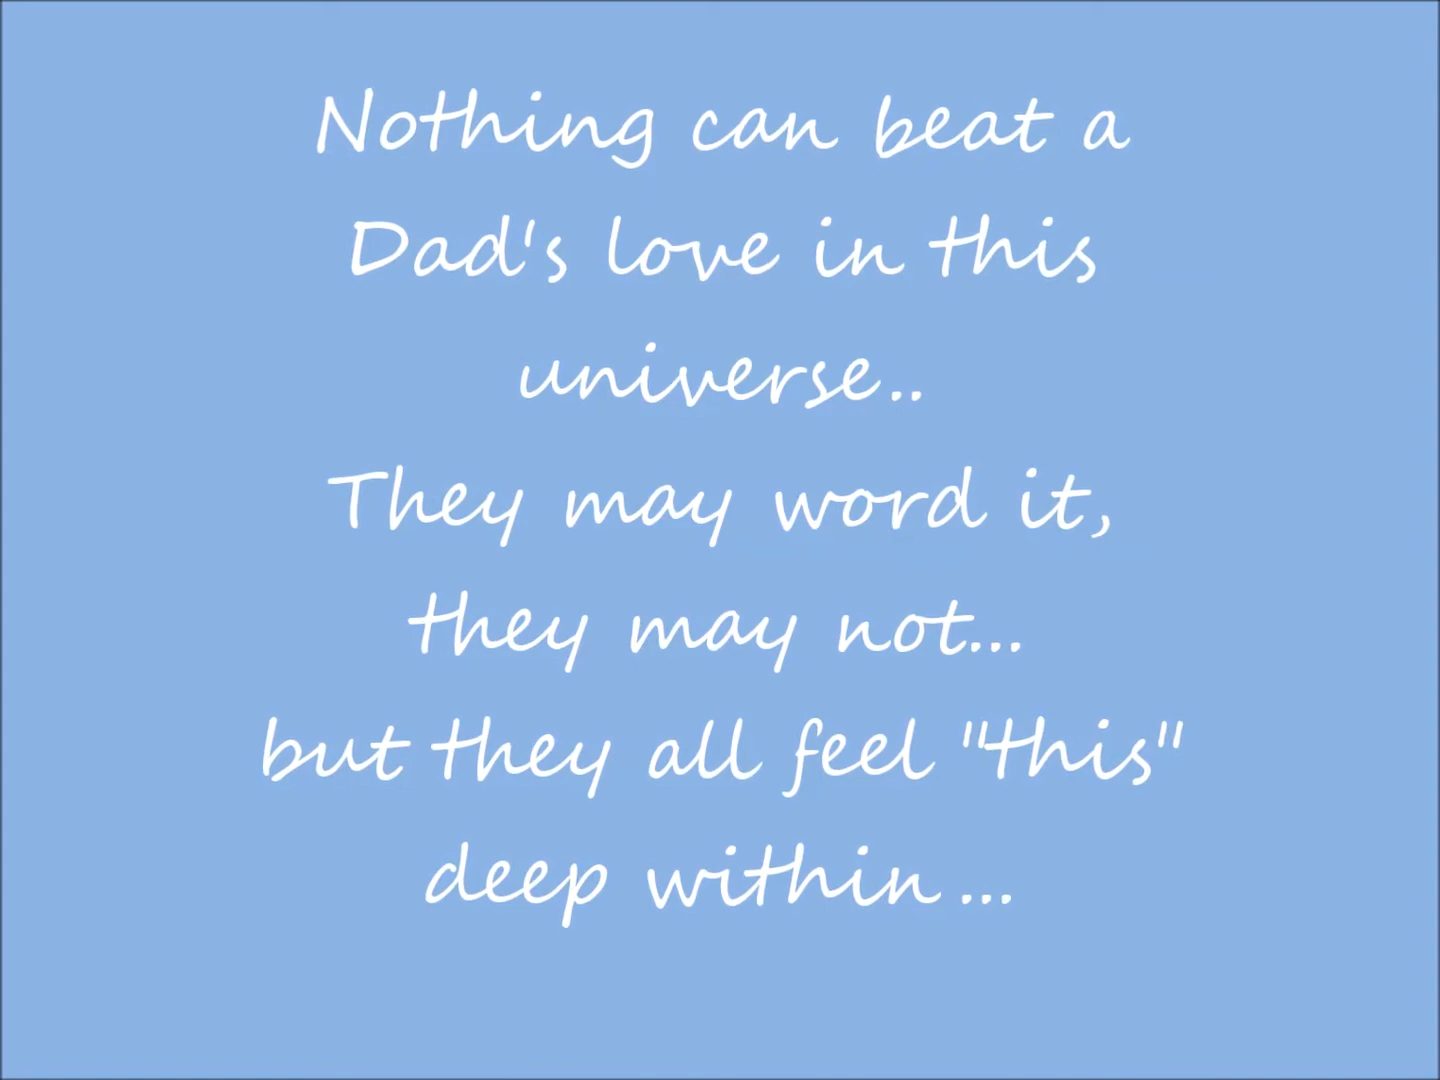 Nothing can beat a
Dad's love in this
universe..
They may word it,
they may not...
but they all feel "this"
deep within...